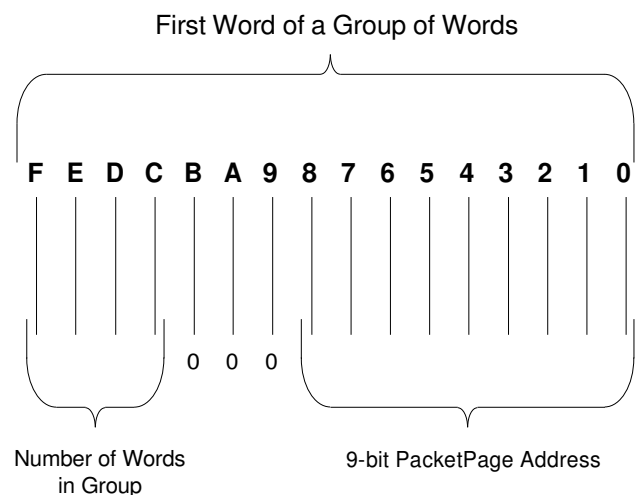 First Word of a Group of Words
F E D C B A 9 8 7 6 5 4 3 2 1 0
0 0 0
Number of Words
in Group
9-bit PacketPage Address